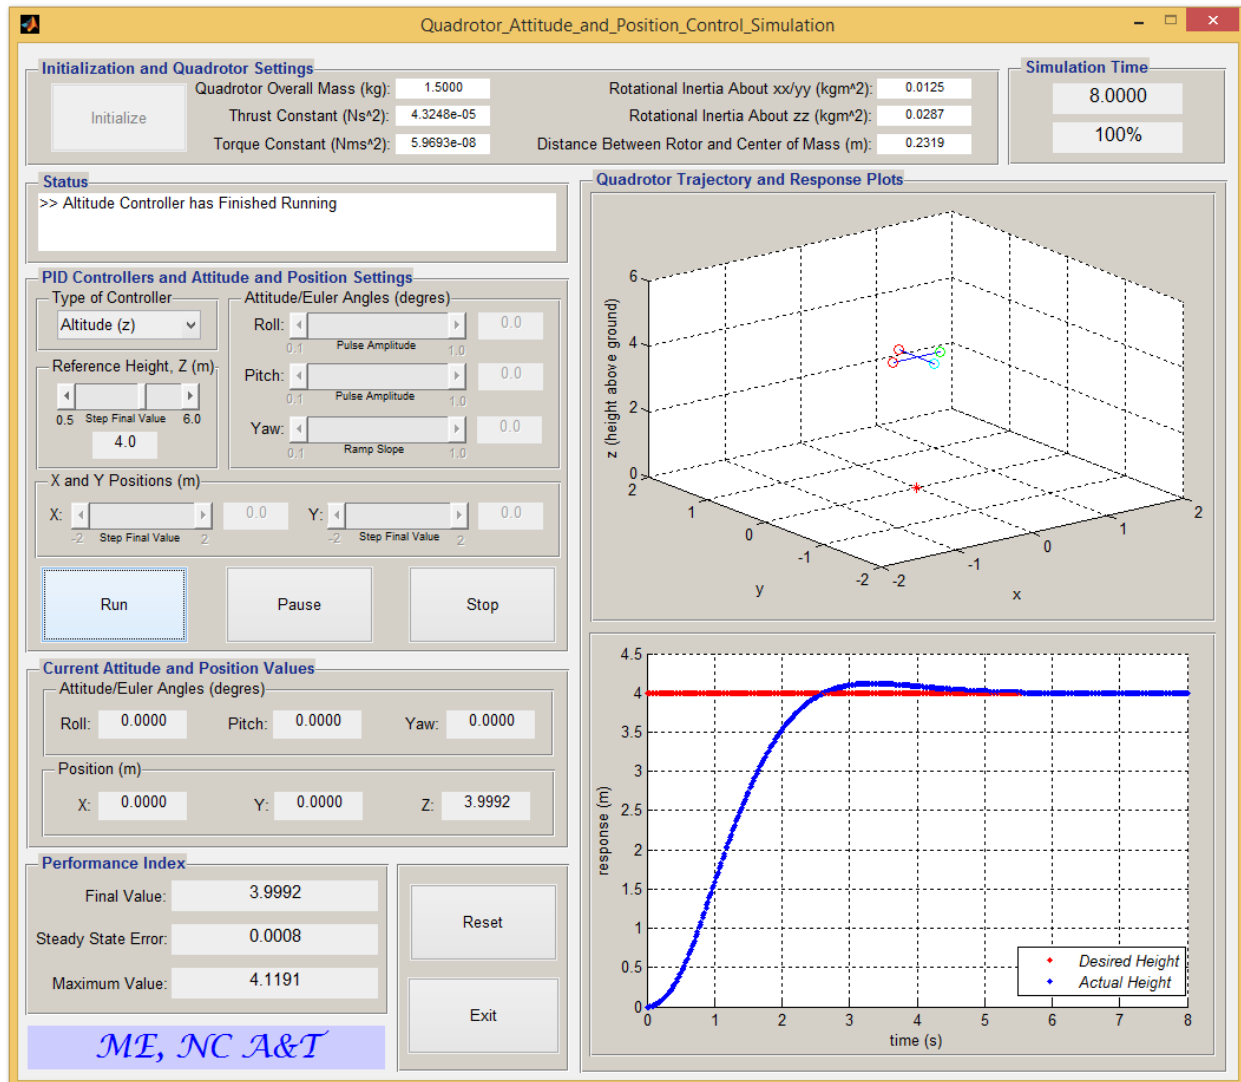 Quadrotor_Attitude_and_Position_Control_Simulation
Initialization and Quadrotor Settings
Initialize
Quadrotor Overall Mass (kg): 1.5000
Thrust Constant (Ns^2): 4.3248e-05
Torque Constant (Nms^2): 5.9693e-08
Rotational Inertia About xx/yy (kgm^2): 0.0125
Rotational Inertia About zz (kgm^2): 0.0287
Distance Between Rotor and Center of Mass (m): 0.2319
Simulation Time
8.0000
100%
Status
>> Altitude Controller has Finished Running
PID Controllers and Attitude and Position Settings
Type of Controller
Altitude (z)
Reference Height, Z (m)
0.5 Step Final Value 6.0
4.0
Attitude/Euler Angles (degres)
Roll: 0.0
0.1 Pulse Amplitude 1.0
Pitch: 0.0
0.1 Pulse Amplitude 1.0
Yaw: 0.0
0.1 Ramp Slope 1.0
X and Y Positions (m)
X: 0.0 Y: 0.0
-2 Step Final Value 2 -2 Step Final Value 2
Run Pause Stop
Current Attitude and Position Values
Attitude/Euler Angles (degres)
Roll: 0.0000 Pitch: 0.0000 Yaw: 0.0000
Position (m)
X: 0.0000 Y: 0.0000 Z: 3.9992
Performance Index
Final Value: 3.9992
Steady State Error: 0.0008
Maximum Value: 4.1191
Reset
Exit
ME, NC A&T
Quadrotor Trajectory and Response Plots
z (height above ground)
6
4
2
0
2
1
0
-1
-2
y
-2
-1
0
1
2
x
response (m)
4.5
4
3.5
3
2.5
2
1.5
1
0.5
0
0 1 2 3 4 5 6 7 8
time (s)
Desired Height
Actual Height